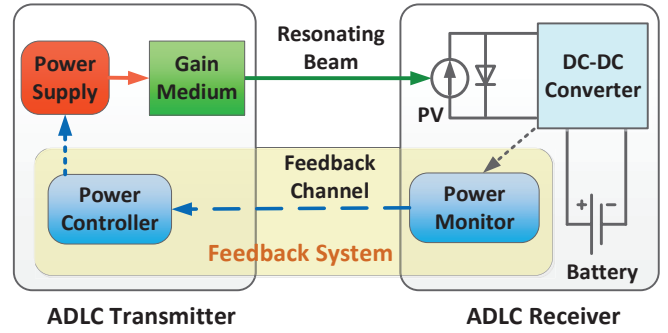 Power
Supply
Gain
Medium
Resonating
Beam
PV
DC-DC
Converter
Feedback
Channel
Power
Controller
Power
Monitor
+ -
Feedback System
Battery
ADLC Transmitter
ADLC Receiver